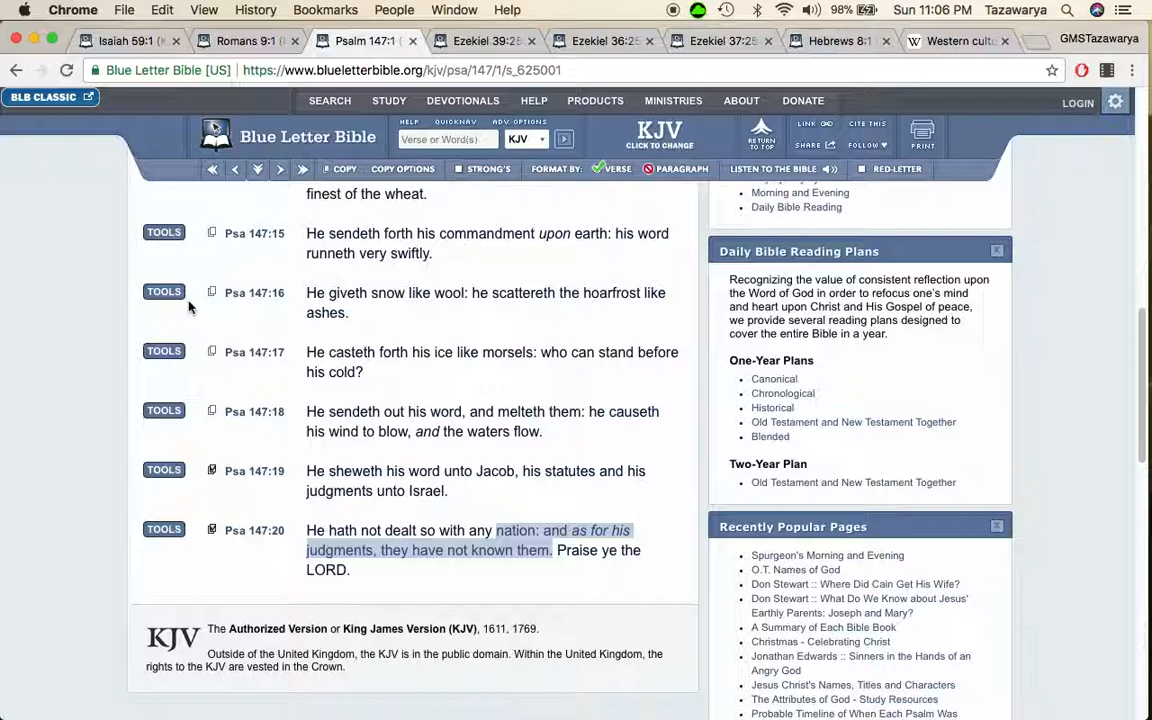 Chrome File Edit View History Bookmarks People Window Help 98% Sun 11:06 PM Tazawarya
Isaiah 59:1 ( Romans 9:1 ( Psalm 147:1 ( Ezekiel 39:25 Ezekiel 36:25 Ezekiel 37:25 Hebrews 8:1 ( Western cult GMSTazawarya
Blue Letter Bible [US] https://www.blueletterbible.org/kjv/psa/147/1/s_625001
BLB CLASSIC
SEARCH STUDY DEVOTIONALS HELP PRODUCTS MINISTRIES ABOUT DONATE LOGIN
HELP QUICKNAV ADV. OPTIONS
Blue Letter Bible Verse or Word(s) KJV
KJV
CLICK TO CHANGE
RETURN
TO TOP
LINK CITE THIS
SHARE FOLLOW
PRINT
COPY COPY OPTIONS STRONG'S FORMAT BY: VERSE PARAGRAPH LISTEN TO THE BIBLE RED-LETTER
finest of the wheat.
TOOLS Psa 147:15 He sendeth forth his commandment upon earth: his word
runneth very swiftly.
TOOLS Psa 147:16 He giveth snow like wool: he scattereth the hoarfrost like
ashes.
TOOLS Psa 147:17 He casteth forth his ice like morsels: who can stand before
his cold?
TOOLS Psa 147:18 He sendeth out his word, and melteth them: he causeth
his wind to blow, and the waters flow.
TOOLS Psa 147:19 He sheweth his word unto Jacob, his statutes and his
judgments unto Israel.
TOOLS Psa 147:20 He hath not dealt so with any nation: and as for his
judgments, they have not known them. Praise ye the
LORD.
KJV The Authorized Version or King James Version (KJV), 1611, 1769.
Outside of the United Kingdom, the KJV is in the public domain. Within the United Kingdom, the
rights to the KJV are vested in the Crown.
Morning and Evening
Daily Bible Reading
Daily Bible Reading Plans
Recognizing the value of consistent reflection upon
the Word of God in order to refocus one's mind
and heart upon Christ and His Gospel of peace,
we provide several reading plans designed to
cover the entire Bible in a year.
One-Year Plans
Canonical
Chronological
Historical
Old Testament and New Testament Together
Blended
Two-Year Plan
Old Testament and New Testament Together
Recently Popular Pages
Spurgeon's Morning and Evening
O.T. Names of God
Don Stewart :: Where Did Cain Get His Wife?
Don Stewart :: What Do We Know about Jesus'
Earthly Parents: Joseph and Mary?
A Summary of Each Bible Book
Christmas - Celebrating Christ
Jonathan Edwards :: Sinners in the Hands of an
Angry God
Jesus Christ's Names, Titles and Characters
The Attributes of God - Study Resources
Probable Timeline of When Each Psalm Was